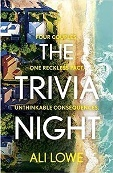 FOUR COUPLES
THE
ONE RECKLESS PACT
TRIVIA
UNTHINKABLE CONSEQUENCES
NIGHT
ALI LOWE